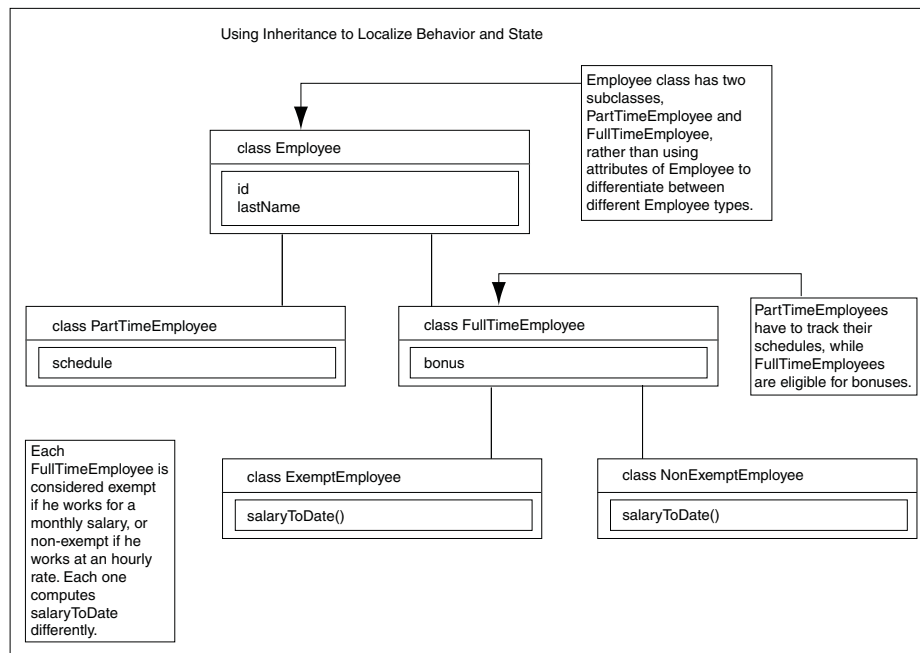 Using Inheritance to Localize Behavior and State
Employee class has two
subclasses,
PartTimeEmployee and
FullTimeEmployee,
rather than using
attributes of Employee to
differentiate between
different Employee types.
class Employee
id
lastName
class PartTimeEmployee
schedule
class FullTimeEmployee
bonus
PartTimeEmployees
have to track their
schedules, while
FullTimeEmployees
are eligible for bonuses.
Each
FullTimeEmployee is
considered exempt
if he works for a
monthly salary, or
non-exempt if he
works at an hourly
rate. Each one
computes
salaryToDate
differently.
class ExemptEmployee
salaryToDate()
class NonExemptEmployee
salaryToDate()